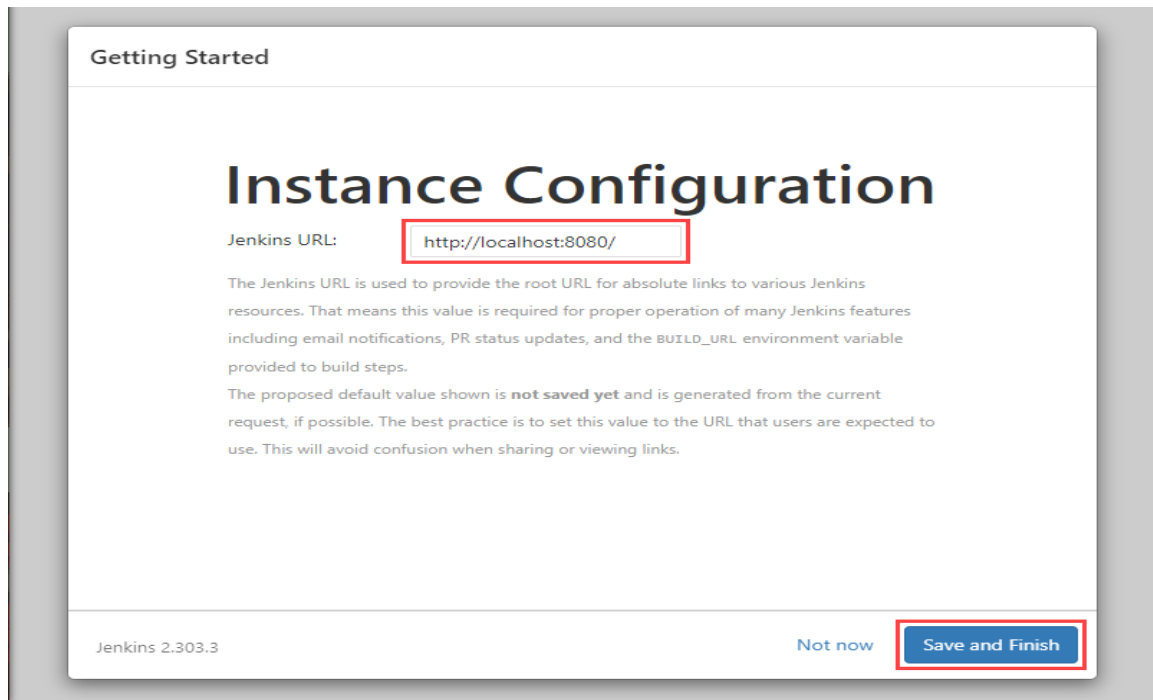 Getting Started
Instance Configuration
Jenkins URL:
http://localhost:8080/
The Jenkins URL is used to provide the root URL for absolute links to various Jenkins
resources. That means this value is required for proper operation of many Jenkins features
including email notifications, PR status updates, and the BUILD_URL environment variable
provided to build steps.
The proposed default value shown is not saved yet and is generated from the current
request, if possible. The best practice is to set this value to the URL that users are expected to
use. This will avoid confusion when sharing or viewing links.
Jenkins 2.303.3
Not now
Save and Finish